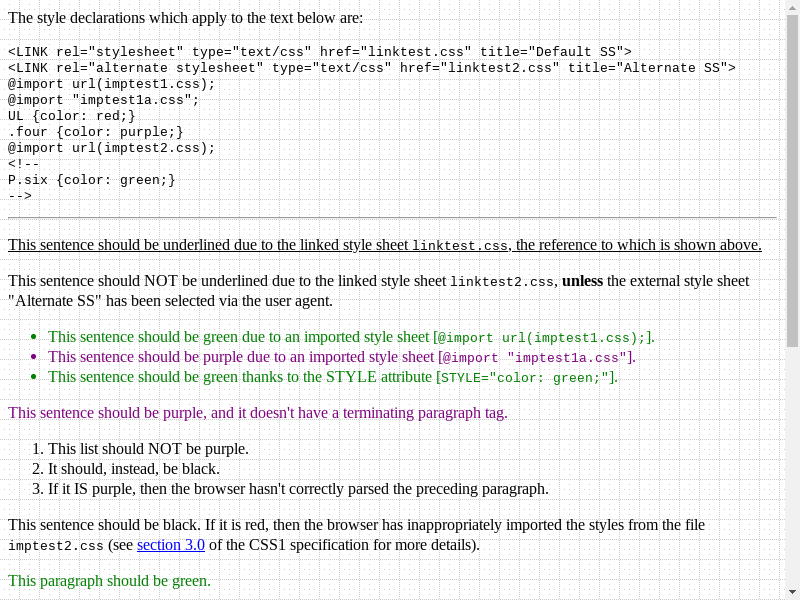 The style declarations which apply to the text below are:
<LINK rel="stylesheet" type="text/css" href="linktest.css" title="Default SS">
<LINK rel="alternate stylesheet" type="text/css" href="linktest2.css" title="Alternate SS">
@import url(imptest1.css);
@import "imptest1a.css";
UL {color: red;}
.four {color: purple;}
@import url(imptest2.css);
<!--
P.six {color: green;}
-->
This sentence should be underlined due to the linked style sheet linktest.css, the reference to which is shown above.
This sentence should NOT be underlined due to the linked style sheet linktest2.css, unless the external style sheet
"Alternate SS" has been selected via the user agent.
• This sentence should be green due to an imported style sheet [@import url(imptest1.css);].
• This sentence should be purple due to an imported style sheet [@import "imptest1a.css"].
• This sentence should be green thanks to the STYLE attribute [STYLE="color: green;"].
This sentence should be purple, and it doesn't have a terminating paragraph tag.
1. This list should NOT be purple.
2. It should, instead, be black.
3. If it IS purple, then the browser hasn't correctly parsed the preceding paragraph.
This sentence should be black. If it is red, then the browser has inappropriately imported the styles from the file
imptest2.css (see section 3.0 of the CSS1 specification for more details).
This paragraph should be green.